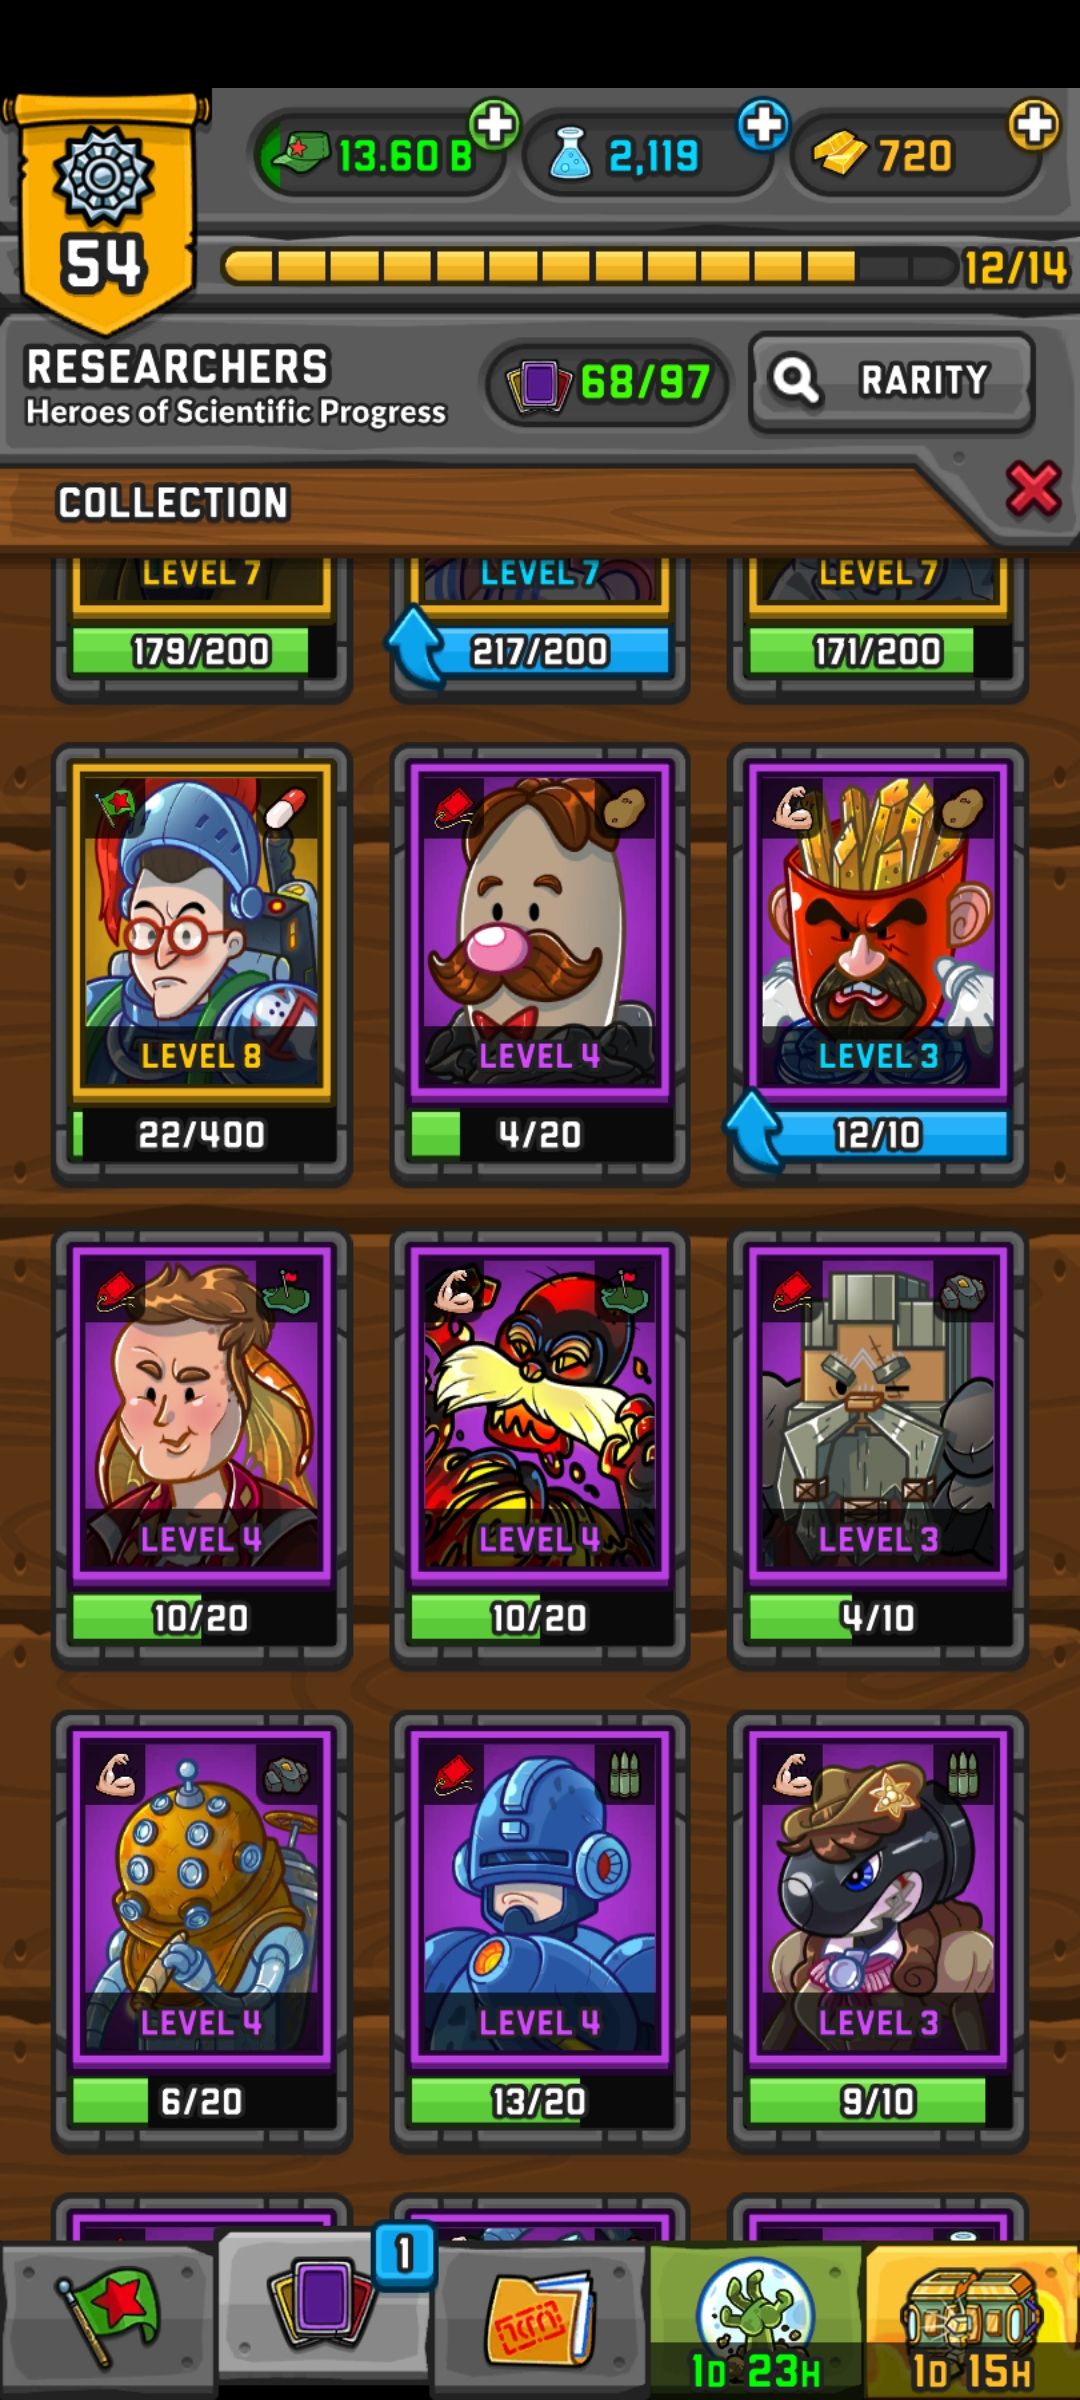 13.60 B
2,119
720
54
12/14
RESEARCHERS
Heroes of Scientific Progress
68/97
RARITY
COLLECTION
LEVEL 7
LEVEL 7
LEVEL 7
179/200
217/200
171/200
LEVEL 8
LEVEL 4
LEVEL 3
22/400
4/20
12/10
LEVEL 4
LEVEL 4
LEVEL 3
10/20
10/20
4/10
LEVEL 4
LEVEL 4
LEVEL 3
6/20
13/20
9/10
1
1D 23H
1D 15H